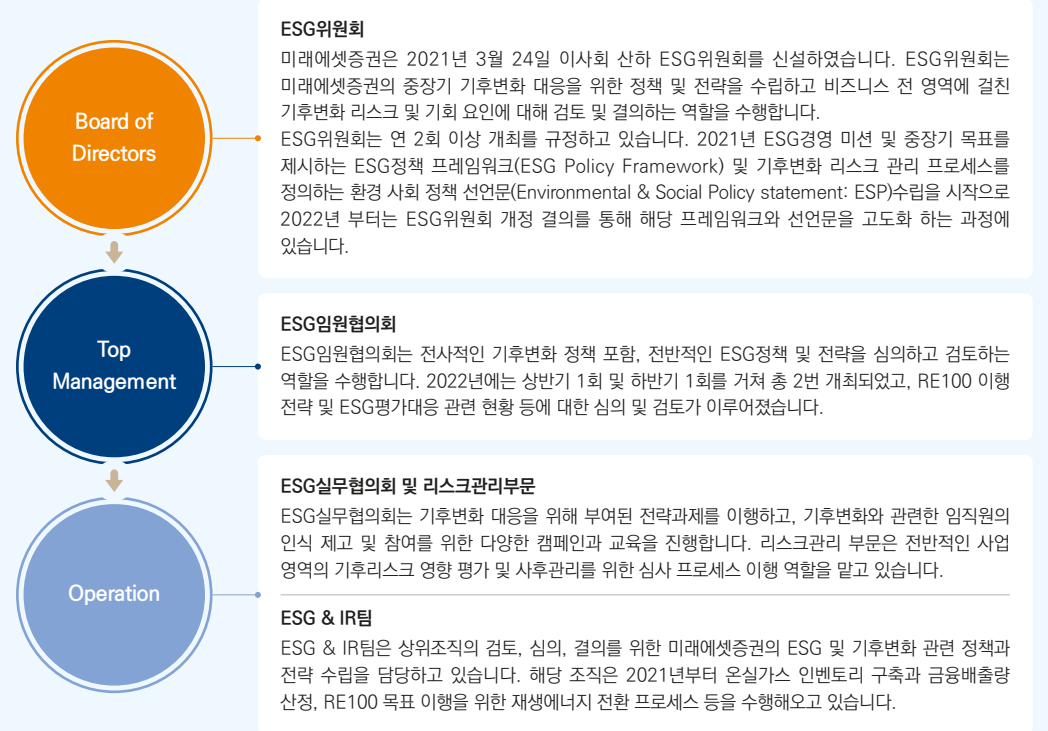 Board of
Directors
ESG위원회
미래에셋증권은 2021년 3월 24일 이사회 산하 ESG위원회를 신설하였습니다. ESG위원회는
미래에셋증권의 중장기 기후변화 대응을 위한 정책 및 전략을 수립하고 비즈니스 전 영역에 걸친
기후변화 리스크 및 기회 요인에 대해 검토 및 결의하는 역할을 수행합니다.
ESG위원회는 연 2회 이상 개최를 규정하고 있습니다. 2021년 ESG경영 미션 및 중장기 목표를
제시하는 ESG정책 프레임워크(ESG Policy Framework) 및 기후변화 리스크 관리 프로세스를
정의하는 환경 사회 정책 선언문(Environmental & Social Policy statement: ESP)수립을 시작으로
2022년 부터는 ESG위원회 개정 결의를 통해 해당 프레임워크와 선언문을 고도화 하는 과정에
있습니다.
Top
Management
ESG임원협의회
ESG임원협의회는 전사적인 기후변화 정책 포함, 전반적인 ESG정책 및 전략을 심의하고 검토하는
역할을 수행합니다. 2022년에는 상반기 1회 및 하반기 1회를 거쳐 총 2번 개최되었고, RE100 이행
전략 및 ESG평가대응 관련 현황 등에 대한 심의 및 검토가 이루어졌습니다.
Operation
ESG실무협의회 및 리스크관리부문
ESG실무협의회는 기후변화 대응을 위해 부여된 전략과제를 이행하고, 기후변화와 관련한 임직원의
인식 제고 및 참여를 위한 다양한 캠페인과 교육을 진행합니다. 리스크관리 부문은 전반적인 사업
영역의 기후리스크 영향 평가 및 사후관리를 위한 심사 프로세스 이행 역할을 맡고 있습니다.
ESG & IR팀
ESG & IR팀은 상위조직의 검토, 심의, 결의를 위한 미래에셋증권의 ESG 및 기후변화 관련 정책과
전략 수립을 담당하고 있습니다. 해당 조직은 2021년부터 온실가스 인벤토리 구축과 금융배출량
산정, RE100 목표 이행을 위한 재생에너지 전환 프로세스 등을 수행해오고 있습니다.